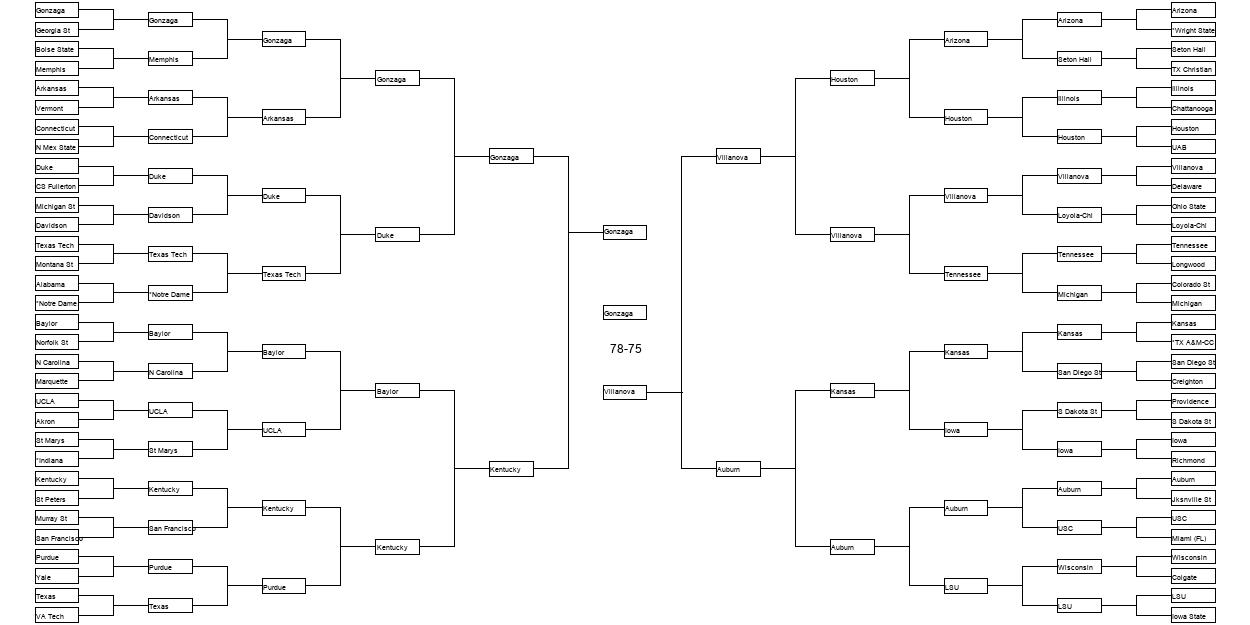 Gonzaga
Georgia St
Boise State
Memphis
Arkansas
Vermont
Connecticut
N Mex State
Duke
CS Fullerton
Michigan St
Davidson
Texas Tech
Montana St
Alabama
*Notre Dame
Baylor
Norfolk St
N Carolina
Marquette
UCLA
Akron
St Marys
*Indiana
Kentucky
St Peters
Murray St
San Francisco
Purdue
Yale
Texas
VA Tech
Gonzaga
Memphis
Arkansas
Connecticut
Duke
Davidson
Texas Tech
*Notre Dame
Baylor
N Carolina
UCLA
St Marys
Kentucky
San Francisco
Purdue
Texas
Gonzaga
Arkansas
Duke
Texas Tech
Baylor
UCLA
Kentucky
Purdue
Gonzaga
Duke
Baylor
Kentucky
Gonzaga
Kentucky
Gonzaga
Gonzaga
78-75
Villanova
Villanova
Auburn
Houston
Villanova
Kansas
Auburn
Arizona
Houston
Villanova
Tennessee
Kansas
Iowa
Auburn
LSU
Arizona
Seton Hall
Illinois
Houston
Villanova
Loyola-Chi
Tennessee
Michigan
Kansas
San Diego St
S Dakota St
Iowa
Auburn
USC
Wisconsin
LSU
Arizona
*Wright State
Seton Hall
TX Christian
Illinois
Chattanooga
Houston
UAB
Villanova
Delaware
Ohio State
Loyola-Chi
Tennessee
Longwood
Colorado St
Michigan
Kansas
*TX A&M-CC
San Diego St
Creighton
Providence
S Dakota St
Iowa
Richmond
Auburn
Jksnville St
USC
Miami (FL)
Wisconsin
Colgate
LSU
Iowa State